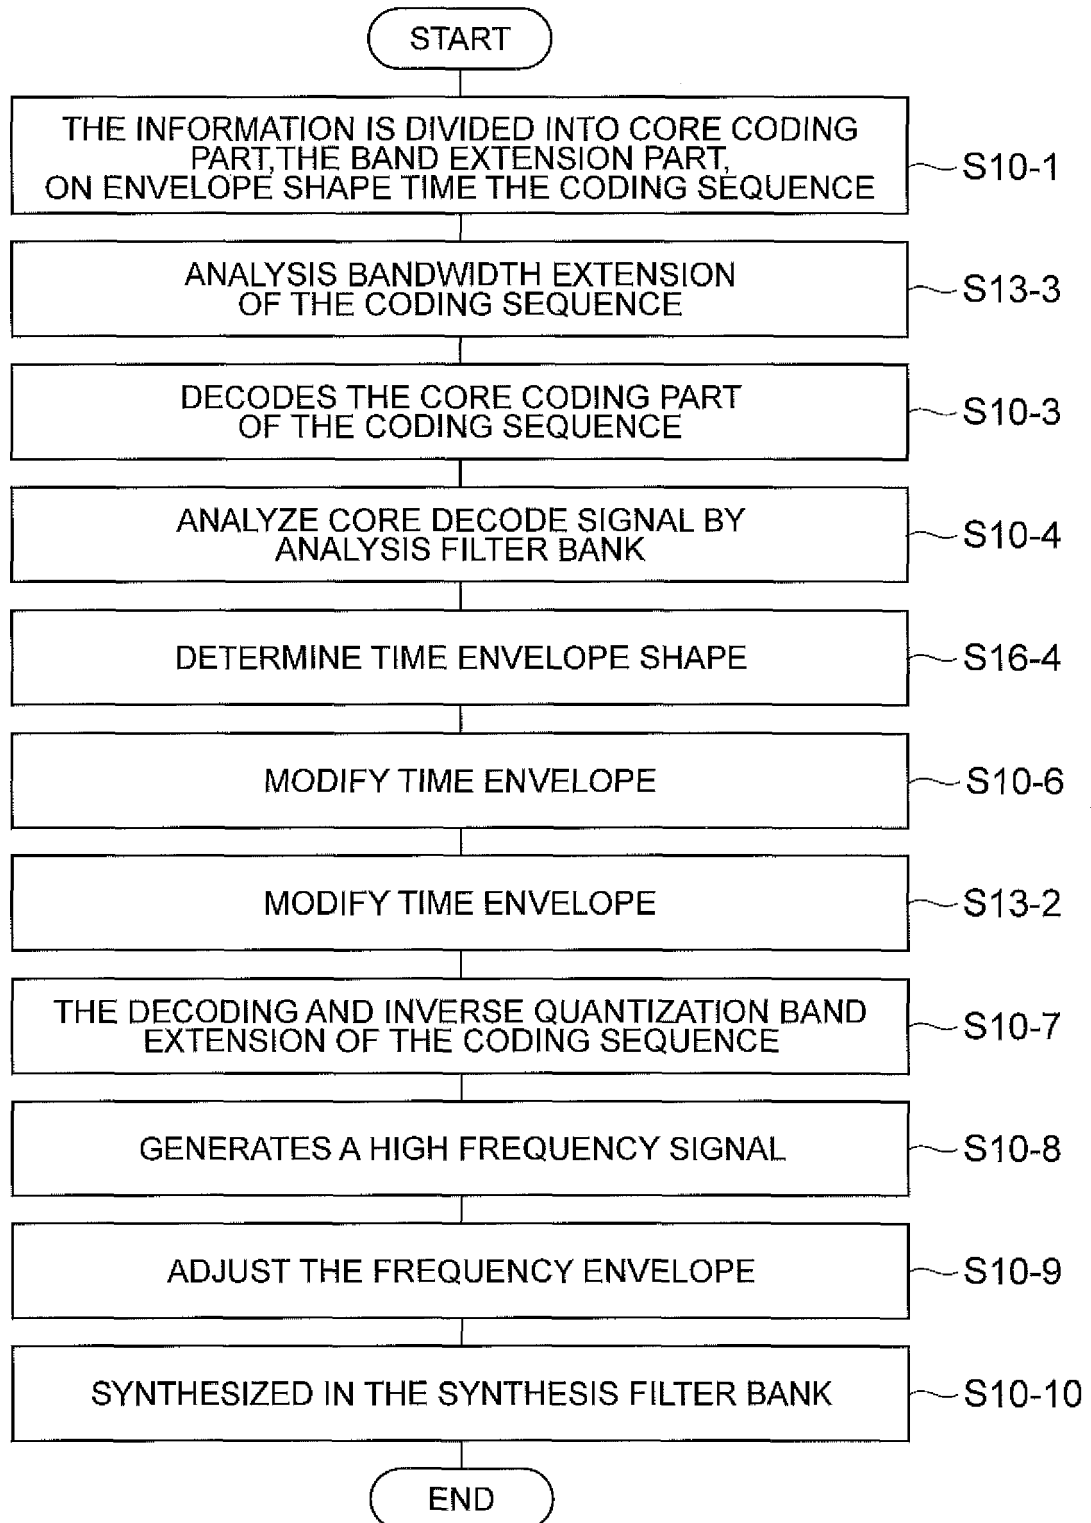 START
THE INFORMATION IS DIVIDED INTO CORE CODING
PART,THE BAND EXTENSION PART,
ON ENVELOPE SHAPE TIME THE CODING SEQUENCE
S10-1
ANALYSIS BANDWIDTH EXTENSION
OF THE CODING SEQUENCE
S13-3
DECODES THE CORE CODING PART
OF THE CODING SEQUENCE
S10-3
ANALYZE CORE DECODE SIGNAL BY
ANALYSIS FILTER BANK
S10-4
DETERMINE TIME ENVELOPE SHAPE
S16-4
MODIFY TIME ENVELOPE
S10-6
MODIFY TIME ENVELOPE
S13-2
THE DECODING AND INVERSE QUANTIZATION BAND
EXTENSION OF THE CODING SEQUENCE
S10-7
GENERATES A HIGH FREQUENCY SIGNAL
S10-8
ADJUST THE FREQUENCY ENVELOPE
S10-9
SYNTHESIZED IN THE SYNTHESIS FILTER BANK
S10-10
END